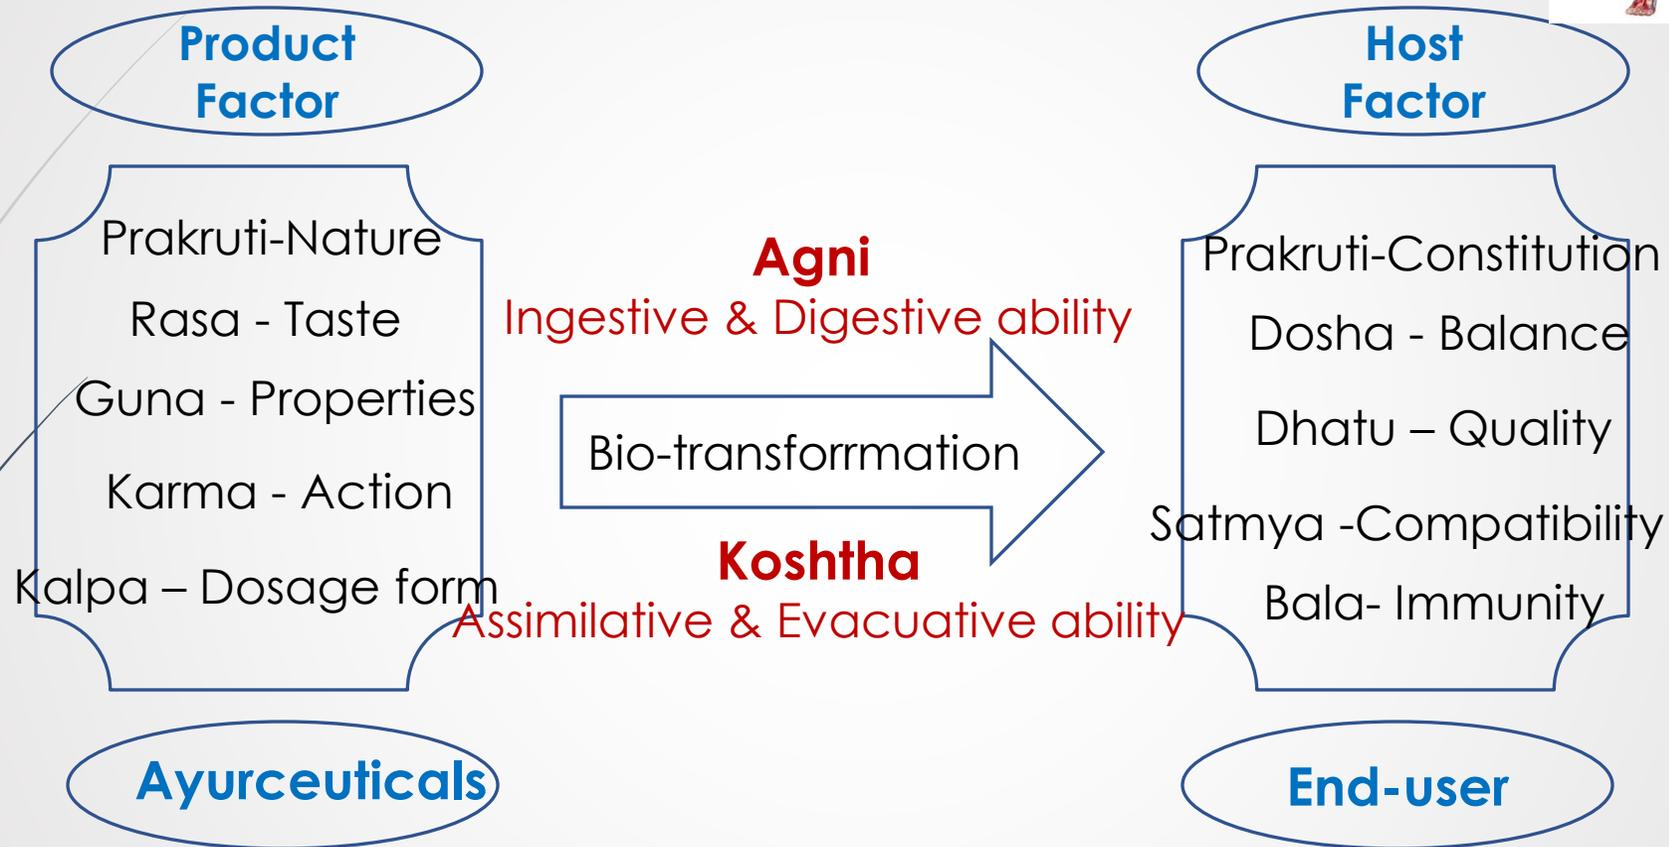 Product
Factor
Prakruti-Nature
Rasa - Taste
Guna - Properties
Karma - Action
Kalpa – Dosage form
Ayurceuticals
Agni
Ingestive & Digestive ability
Bio-transforrmation
Koshtha
Assimilative & Evacuative ability
Host
Factor
Prakruti-Constitution
Dosha - Balance
Dhatu – Quality
Satmya -Compatibility
Bala- Immunity
End-user